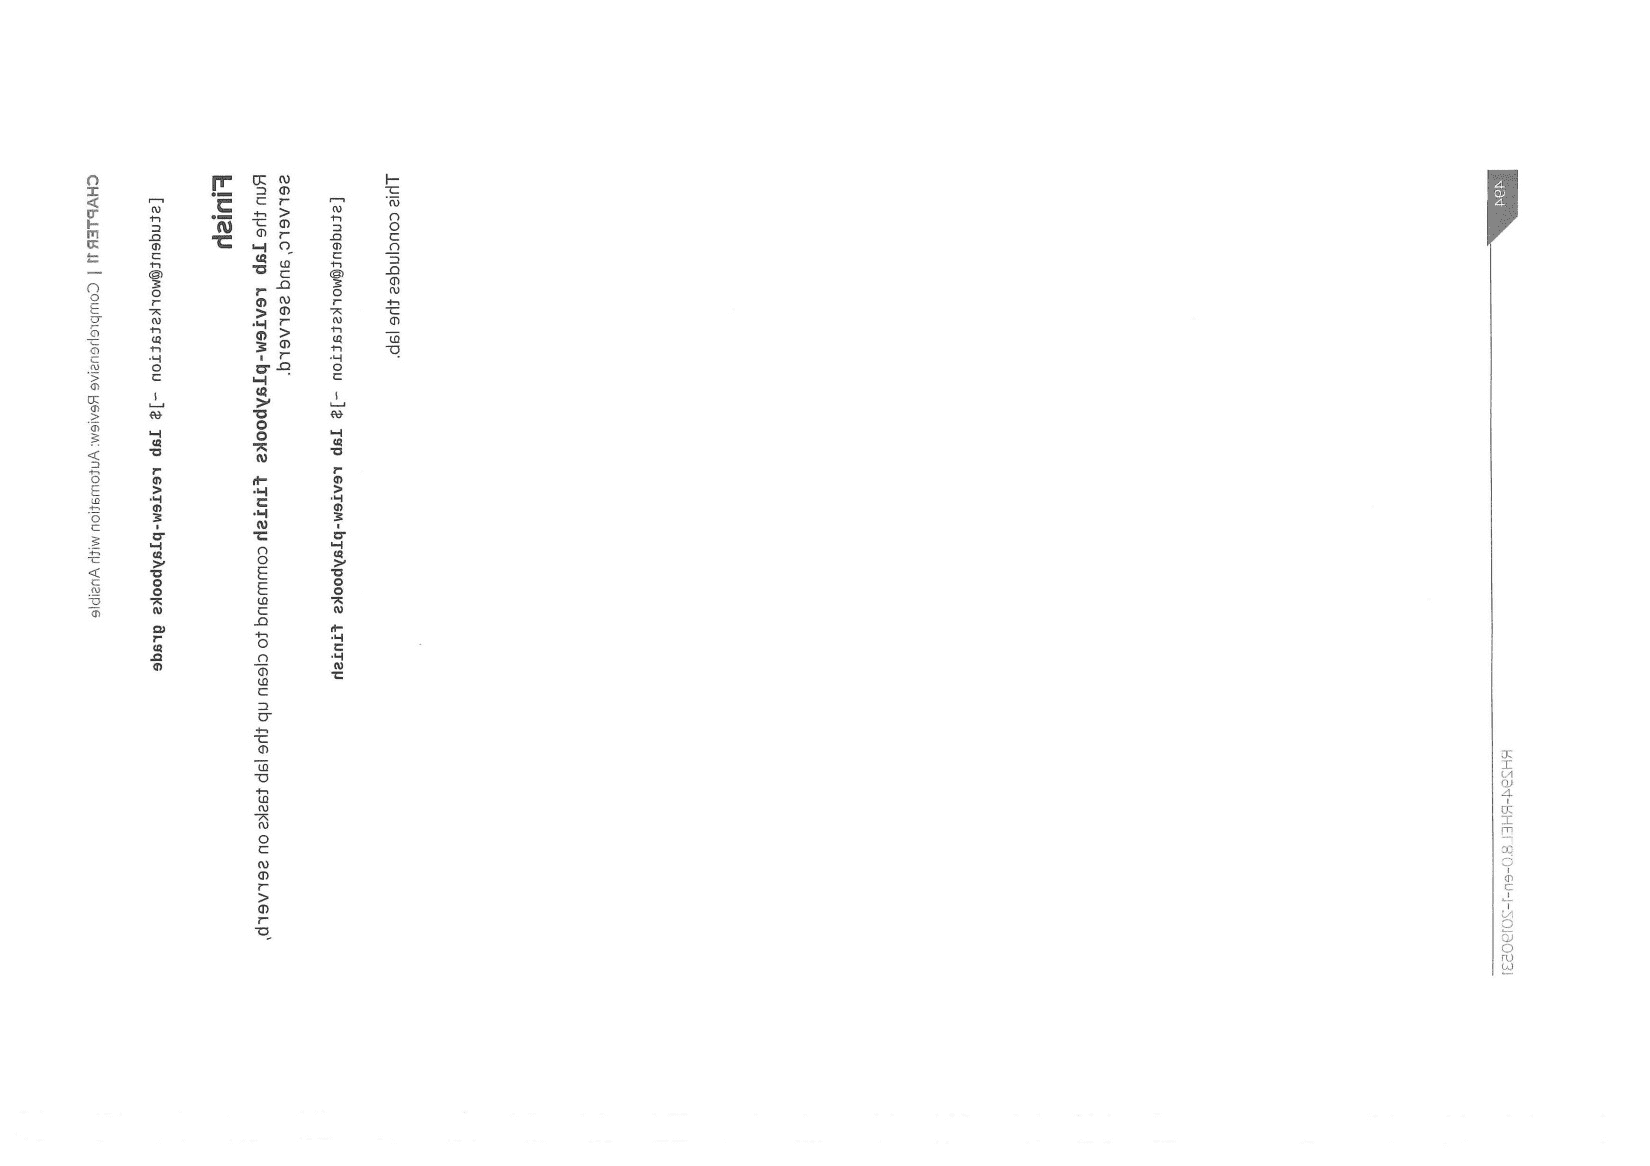 CHAPTER 11 | Comprehensive Review: Automation with Ansible
[student@workstation ~]$ lab review-playbooks grade
Finish
Run the lab review-playbooks finish command to clean up the lab tasks on serverb,
serverc, and serverd.
[student@workstation ~]$ lab review-playbooks finish
This concludes the lab.
494
RH294-RHEL8.0-en-1-20190531